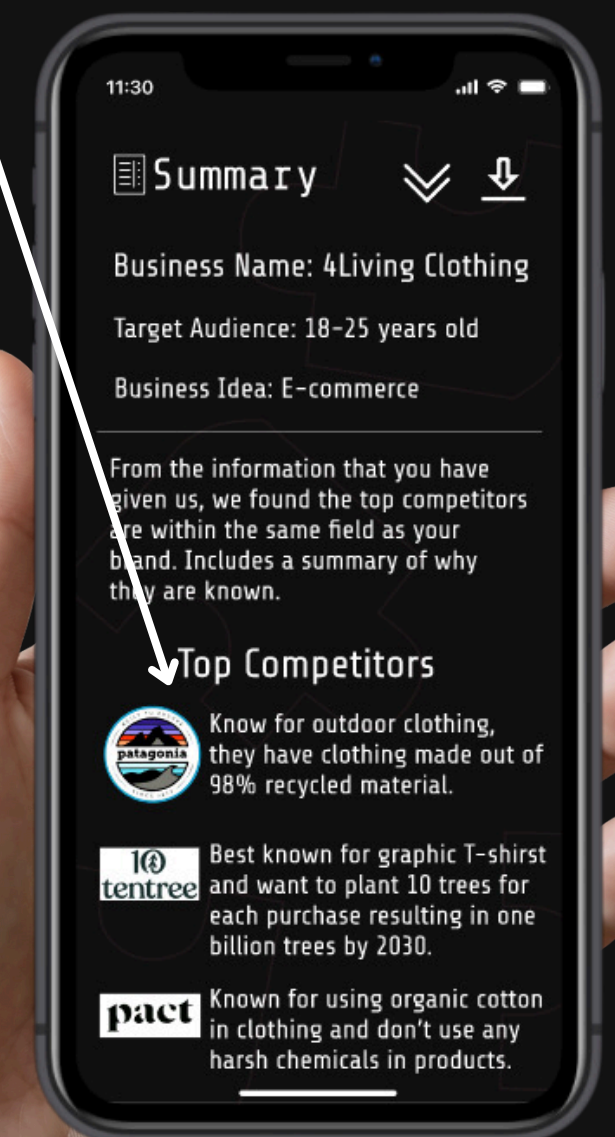 11:30
Summary
Business Name: 4Living Clothing
Target Audience: 18-25 years old
Business Idea: E-commerce
From the information that you have
given us, we found the top competitors
are within the same field as your
brand. Includes a summary of why
they are known.
Top Competitors
patagonia
Know for outdoor clothing,
they have clothing made out of
98% recycled material.
10
tentree
Best known for graphic T-shirst
and want to plant 10 trees for
each purchase resulting in one
billion trees by 2030.
pact
Known for using organic cotton
in clothing and don't use any
harsh chemicals in products.